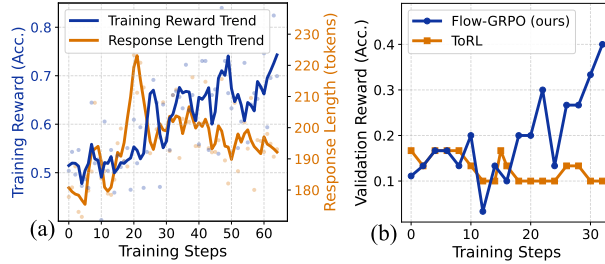 Training Reward Trend
Response Length Trend
Training Reward (Acc.)
0.8
0.7
0.6
0.5
Response Length (tokens)
230
220
210
200
190
180
0 10 20 30 40 50 60
Training Steps
(a)
Flow-GRPO (ours)
ToRL
Validation Reward (Acc.)
0.4
0.3
0.2
0.1
0 10 20 30
Training Steps
(b)